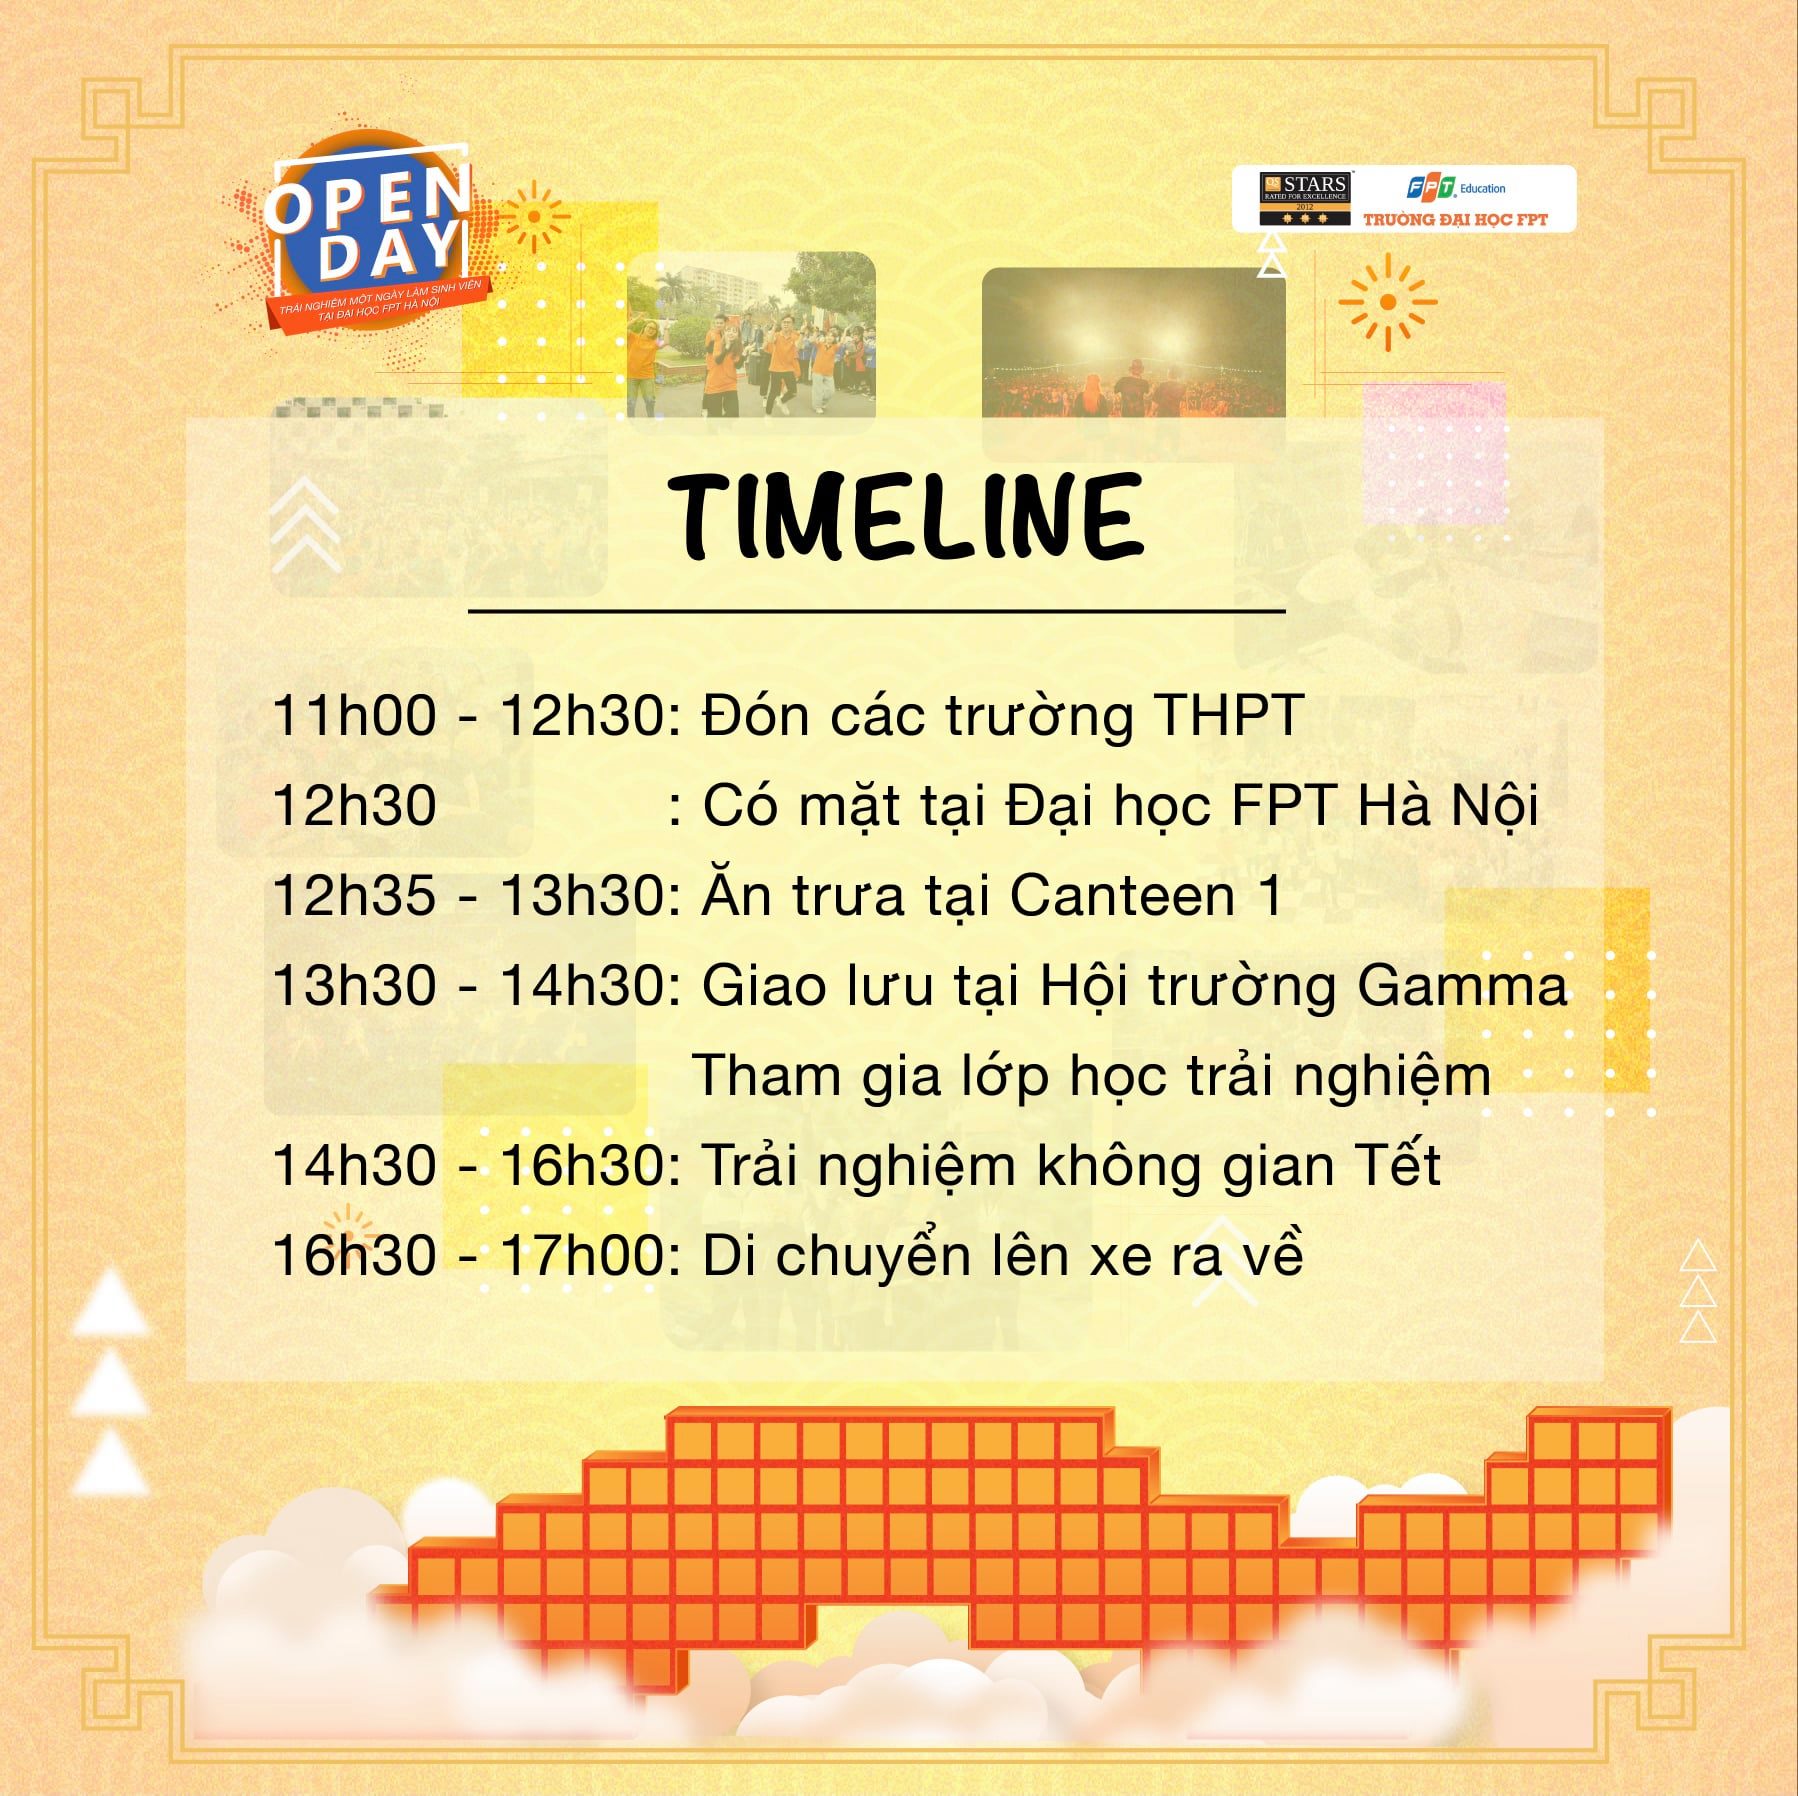 OPEN
DAY
TRẢI NGHIỆM MỘT NGÀY LÀM SINH VIÊN
TẠI ĐẠI HỌC FPT HÀ NỘI
QS STARS
RATED FOR EXCELLENCE
2012
FPT Education
TRƯỜNG ĐẠI HỌC FPT
TIMELINE
11h00 - 12h30: Đón các trường THPT
12h30 : Có mặt tại Đại học FPT Hà Nội
12h35 - 13h30: Ăn trưa tại Canteen 1
13h30 - 14h30: Giao lưu tại Hội trường Gamma
Tham gia lớp học trải nghiệm
14h30 - 16h30: Trải nghiệm không gian Tết
16h30 - 17h00: Di chuyển lên xe ra về